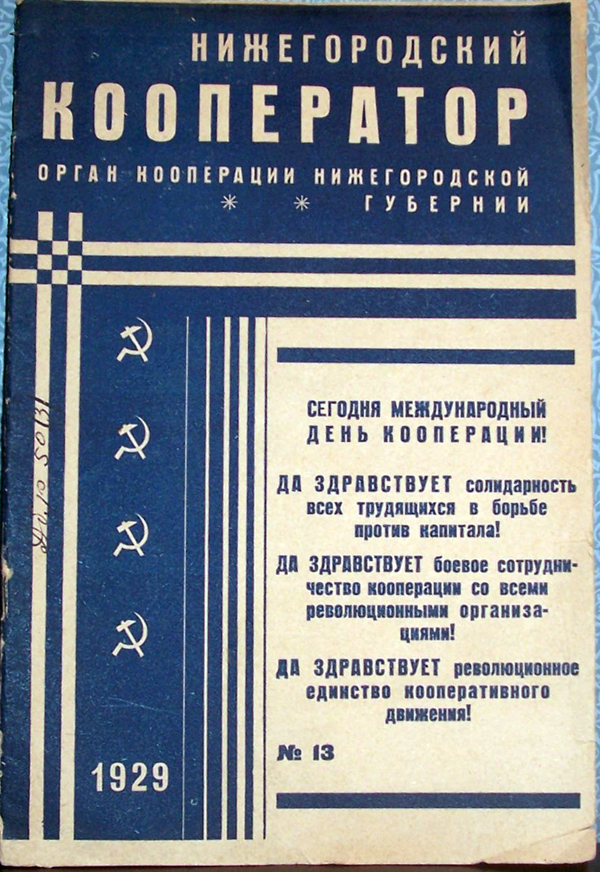 НИЖЕГОРОДСКИЙ
КООПЕРАТОР
ОРГАН КООПЕРАЦИИ НИЖЕГОРОДСКОЙ
ГУБЕРНИИ
СЕГОДНЯ МЕЖДУНАРОДНЫЙ
ДЕНЬ КООПЕРАЦИИ!
ДА ЗДРАВСТВУЕТ солидарность
всех трудящихся в борьбе
против капитала!
ДА ЗДРАВСТВУЕТ боевое сотрудни-
чество кооперации со всеми
революционными организа-
циями!
ДА ЗДРАВСТВУЕТ революционное
единство кооперативного
движения!
№ 13
1929